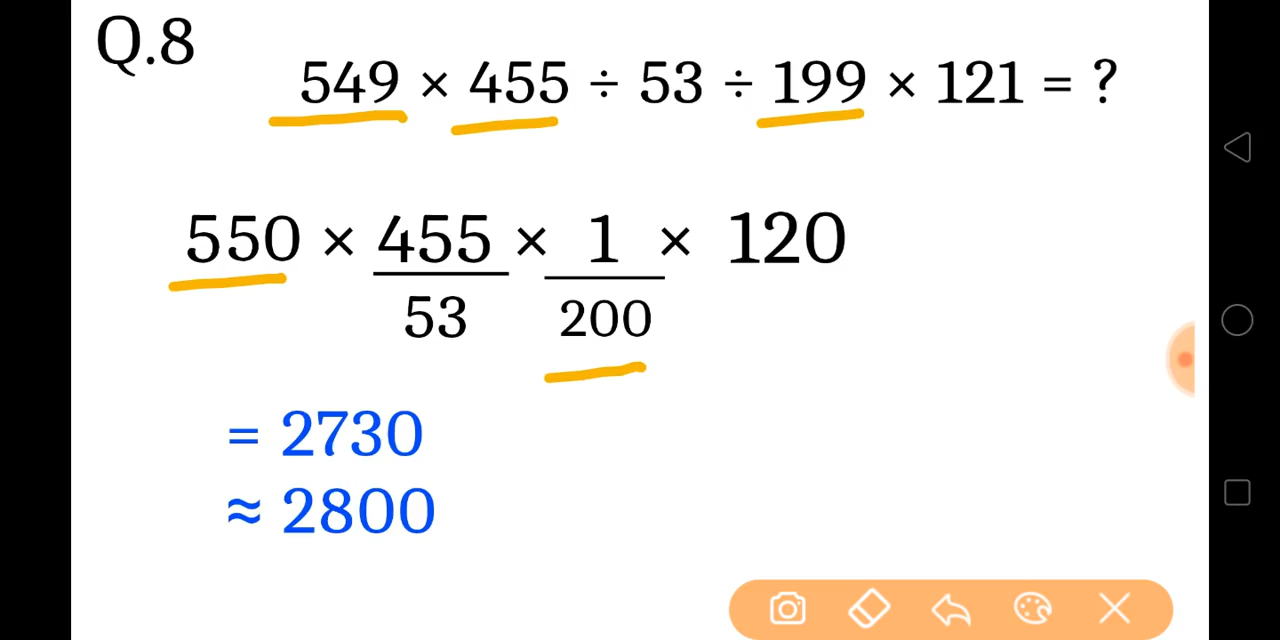 Q.8
549 × 455 ÷ 53 ÷ 199 × 121 = ?
550 × 455 × 1 × 120
53 200
= 2730
≈ 2800